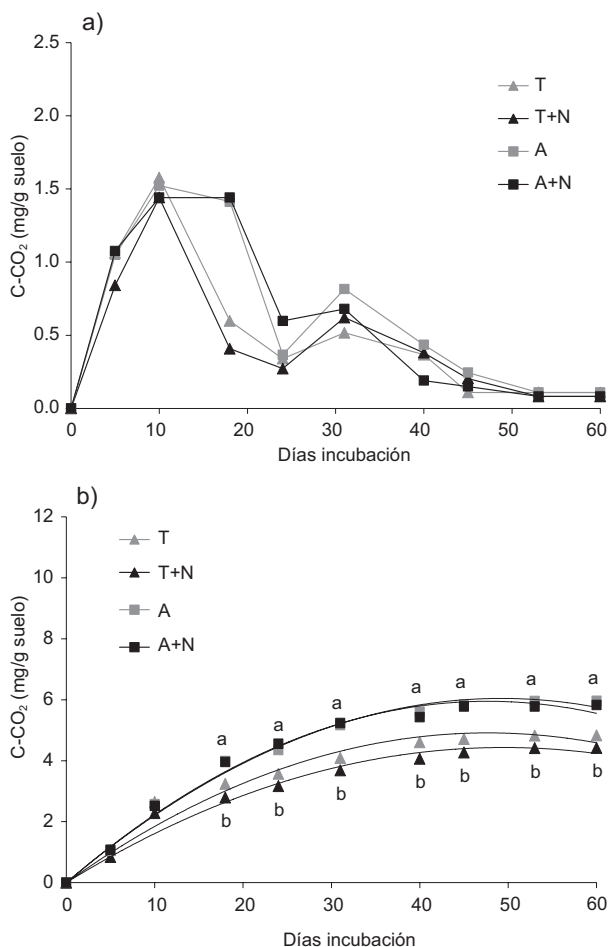 a)
C-CO₂ (mg/g suelo)
2.5
2.0
1.5
1.0
0.5
0.0
T
T+N
A
A+N
0 10 20 30 40 50 60
Días incubación
b)
C-CO₂ (mg/g suelo)
12
10
8
6
4
2
0
T
T+N
A
A+N
a a a a a a a
b b b b b b b
0 10 20 30 40 50 60
Días incubación